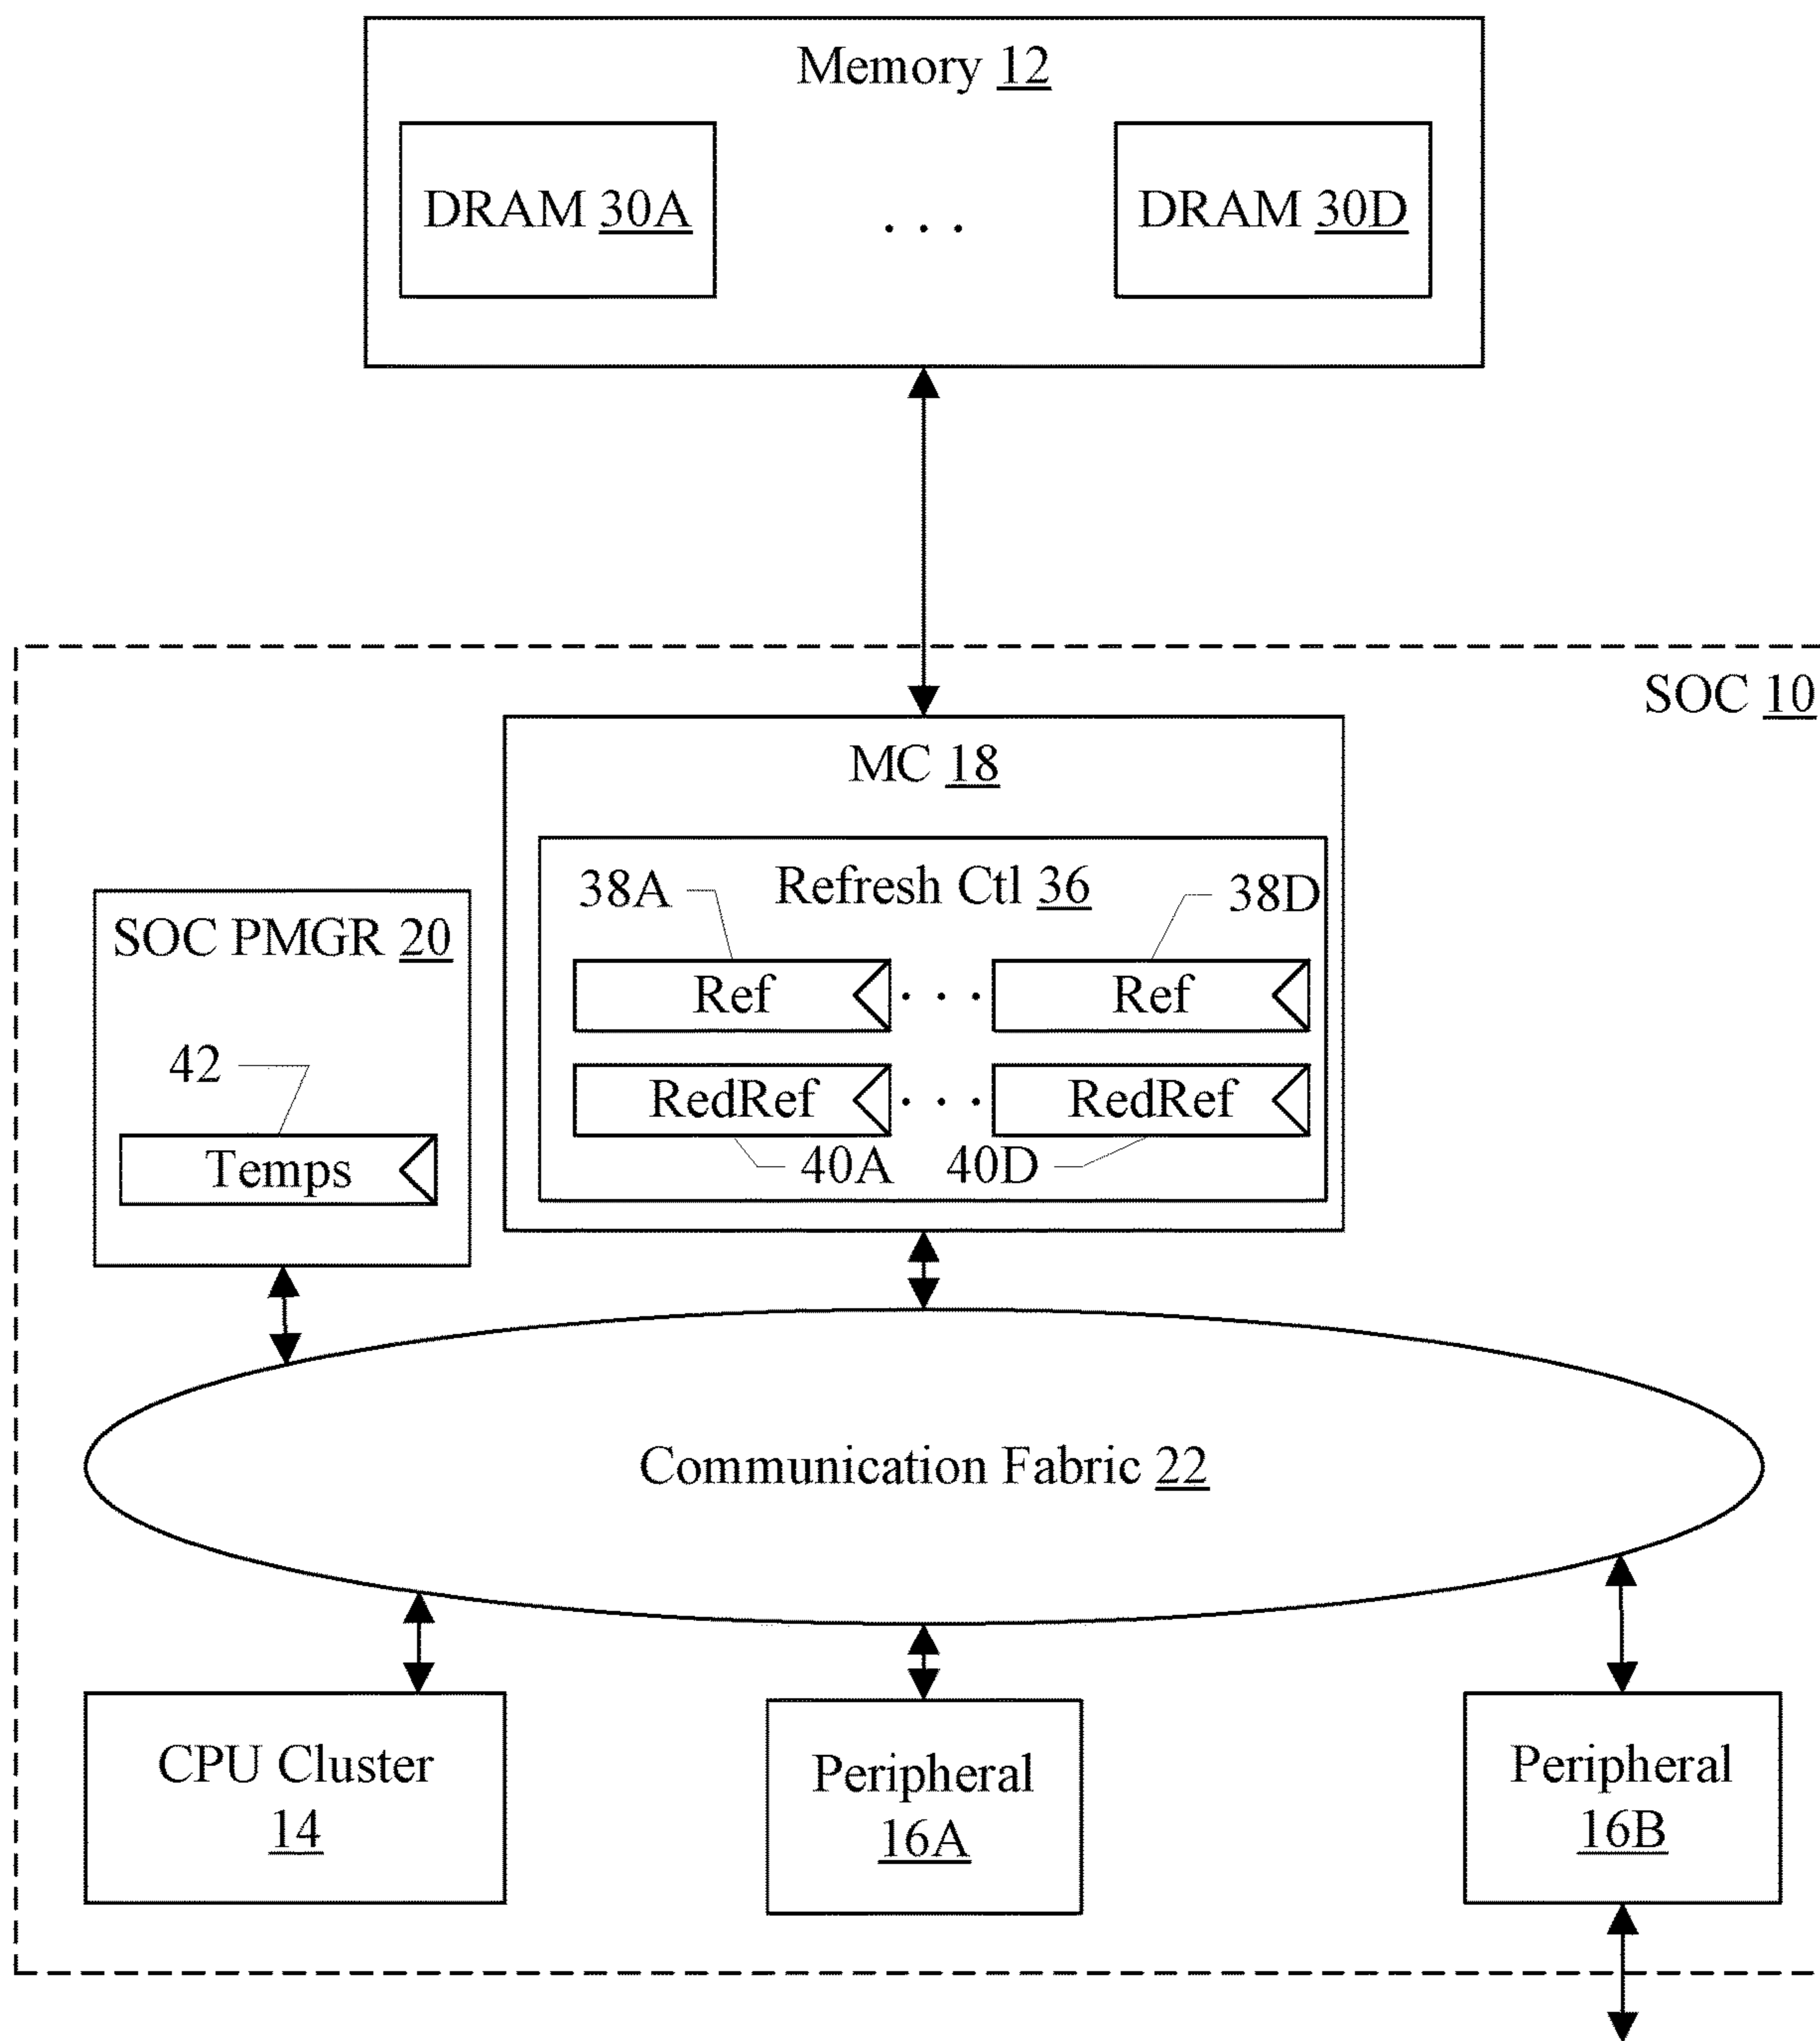 Memory 12
DRAM 30A
. . .
DRAM 30D
SOC 10
MC 18
Refresh Ctl 36
38A
38D
Ref
. . .
Ref
RedRef
. . .
RedRef
40A
40D
SOC PMGR 20
42
Temps
Communication Fabric 22
CPU Cluster
14
Peripheral
16A
Peripheral
16B